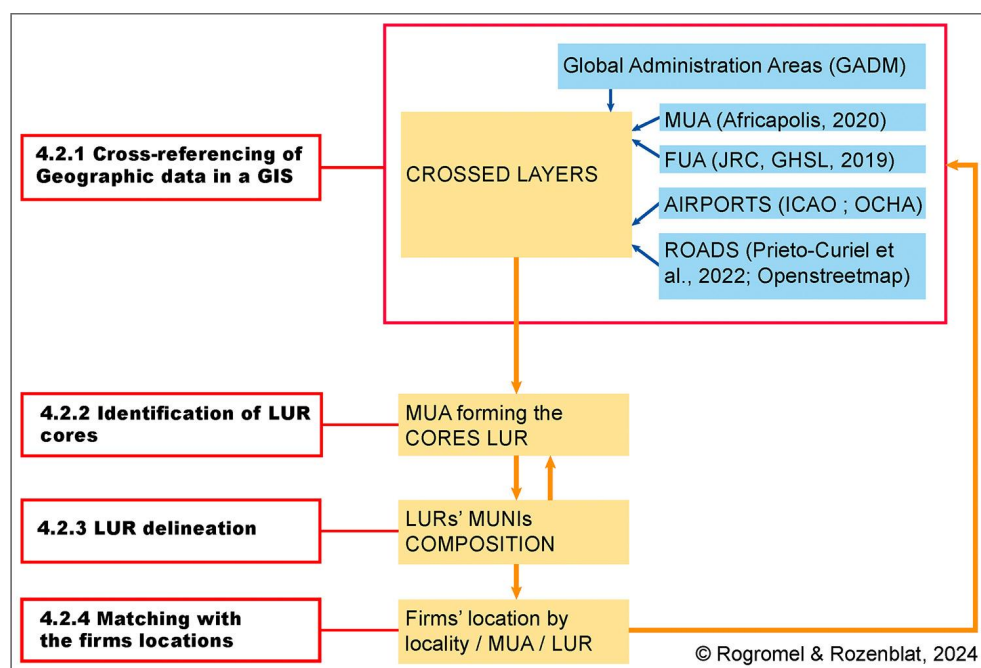 Global Administration Areas (GADM)
MUA (Africapolis, 2020)
4.2.1 Cross-referencing of
Geographic data in a GIS
CROSSED LAYERS
FUA (JRC, GHSL, 2019)
AIRPORTS (ICAO ; OCHA)
ROADS (Prieto-Curiel et
al., 2022; Openstreetmap)
4.2.2 Identification of LUR
cores
MUA forming the
CORES LUR
4.2.3 LUR delineation
LURs’ MUNIs
COMPOSITION
4.2.4 Matching with
the firms locations
Firms’ location by
locality / MUA / LUR
© Rogromel & Rozenblat, 2024